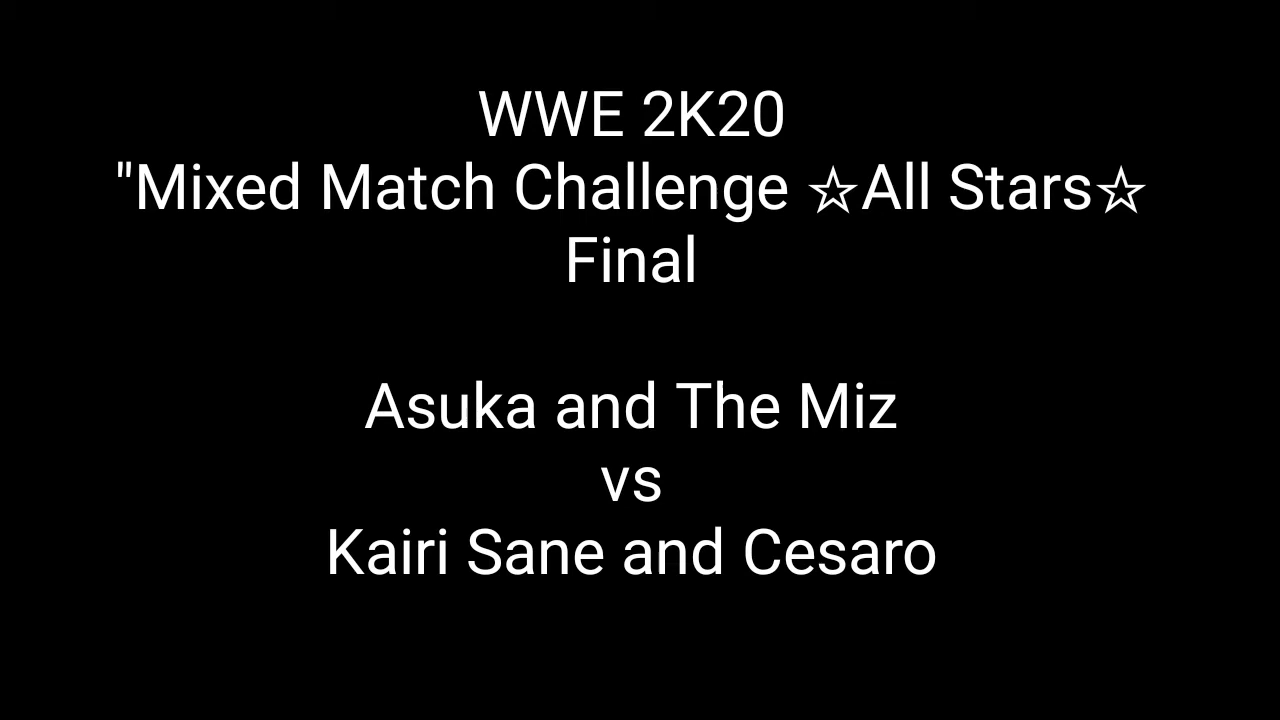 WWE 2K20
"Mixed Match Challenge ☆All Stars☆
Final
Asuka and The Miz
vs
Kairi Sane and Cesaro